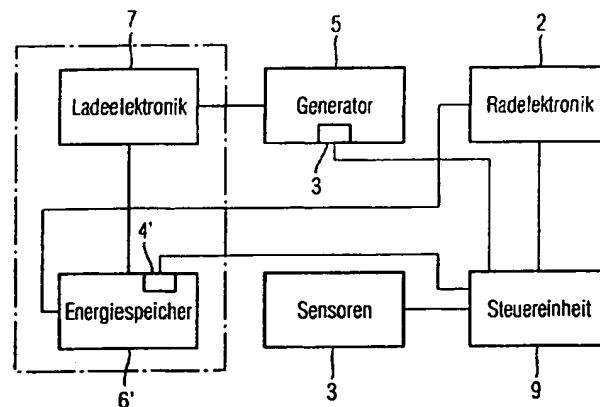 7 5 2
Ladeelektronik Generator Radelektronik
3
4'
Energiespeicher Sensoren Steuereinheit
6' 3 9